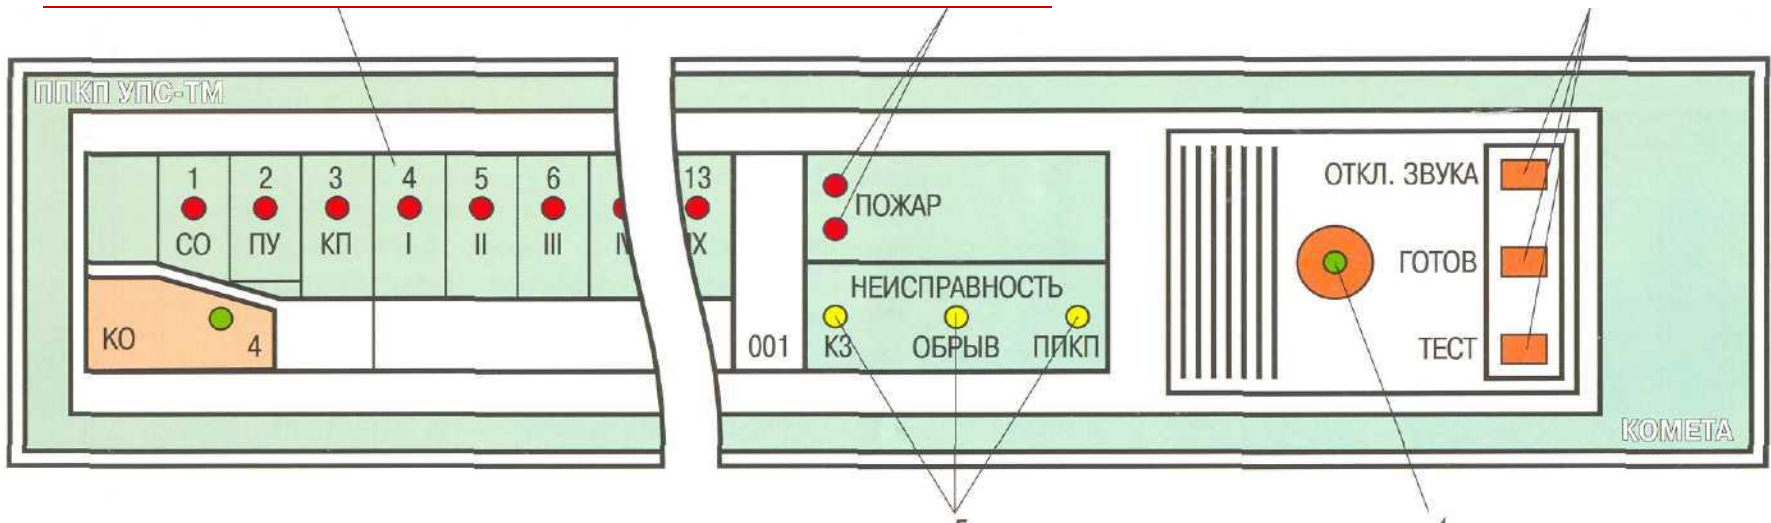 ППКП УПС-ТМ
1 2 3 4 5 6 13
СО ПУ КП I II III IX
КО 4
001
ПОЖАР
НЕИСПРАВНОСТЬ
КЗ ОБРЫВ ППКП
ОТКЛ. ЗВУКА
ГОТОВ
ТЕСТ
КОМЕТА